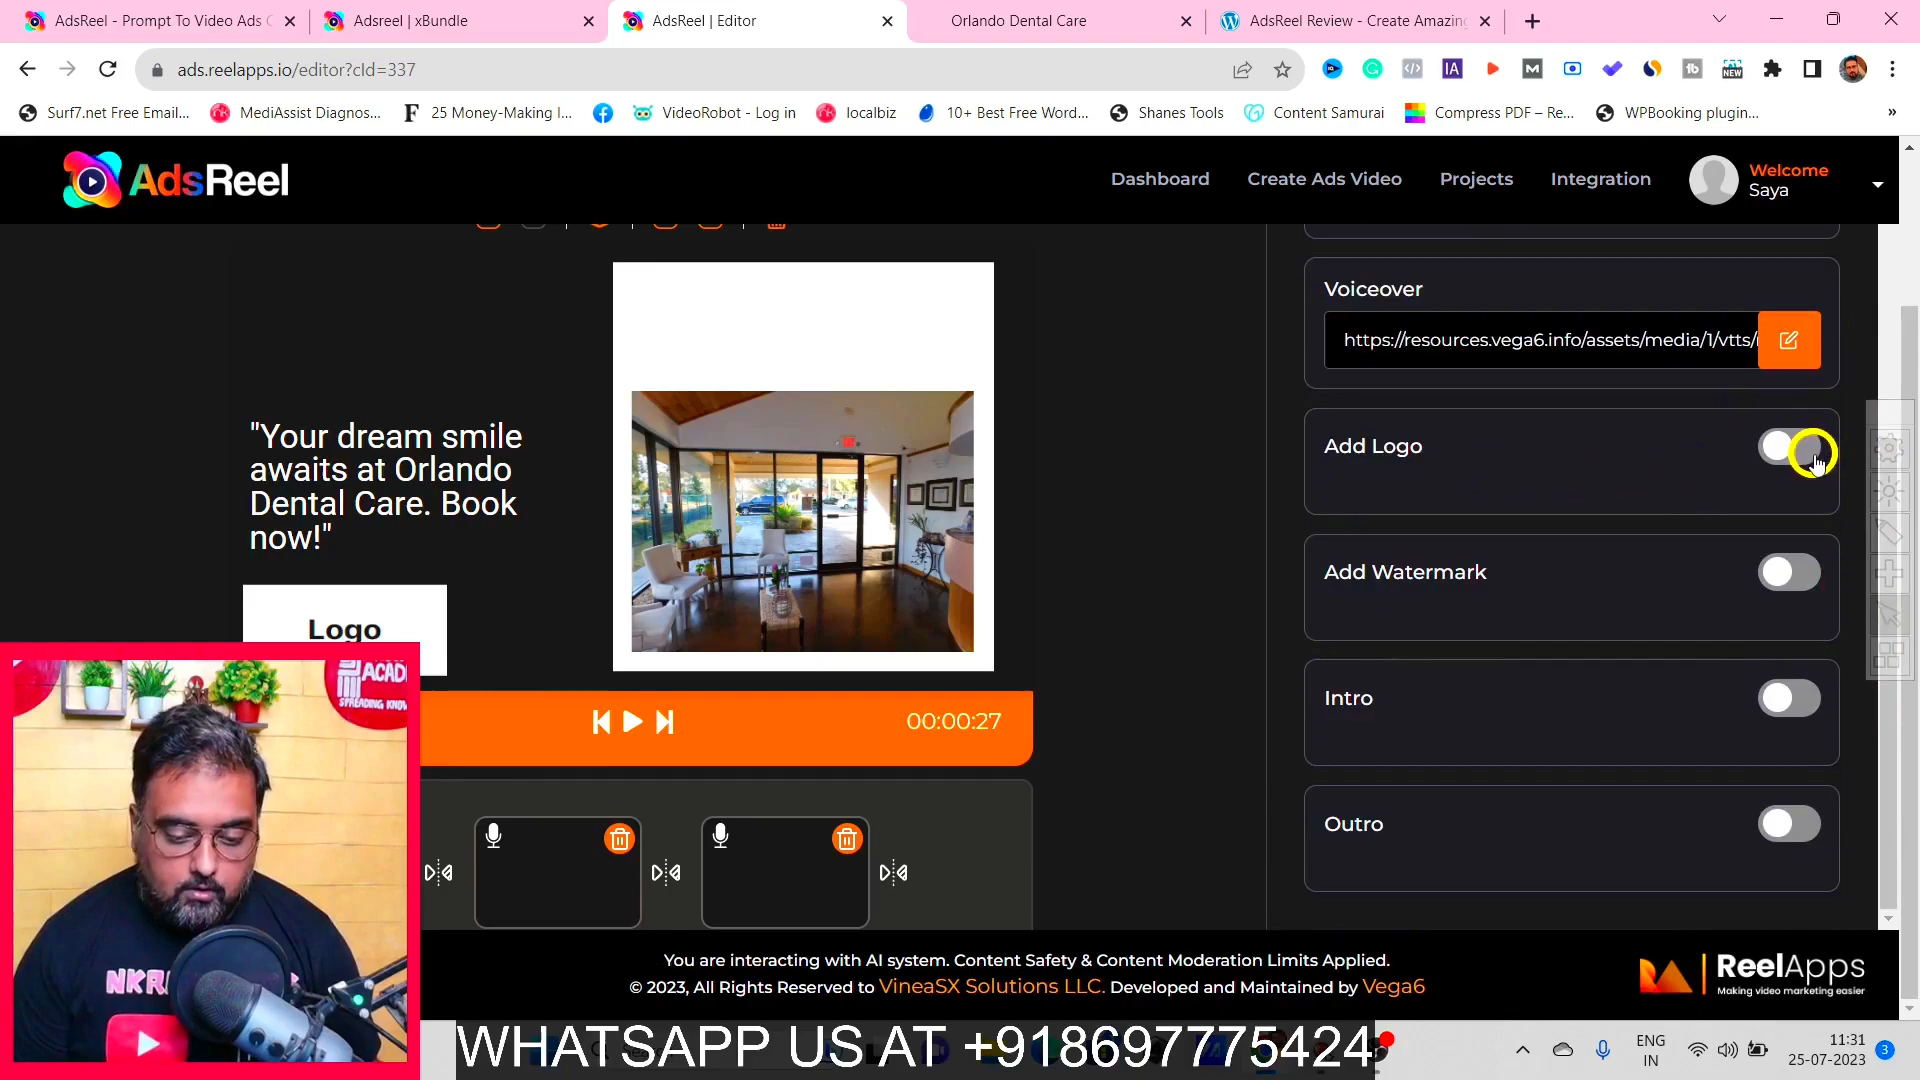 AdsReel - Prompt To Video Ads C
Adsreel | xBundle
AdsReel | Editor
Orlando Dental Care
AdsReel Review - Create Amazing
ads.reelapps.io/editor?cId=337
Surf7.net Free Email...
MediAssist Diagnos...
25 Money-Making I...
VideoRobot - Log in
localbiz
10+ Best Free Word...
Shanes Tools
Content Samurai
Compress PDF – Re...
WPBooking plugin...
»
AdsReel
Dashboard
Create Ads Video
Projects
Integration
Welcome
Saya
Voiceover
https://resources.vega6.info/assets/media/1/vtts/
Add Logo
"Your dream smile
awaits at Orlando
Dental Care. Book
now!"
Add Watermark
Logo
Intro
00:00:27
Outro
You are interacting with AI system. Content Safety & Content Moderation Limits Applied.
© 2023, All Rights Reserved to VineaSX Solutions LLC. Developed and Maintained by Vega6
ReelApps
Making video marketing easier
WHATSAPP US AT +918697775424
ENG
IN
11:31
25-07-2023
3